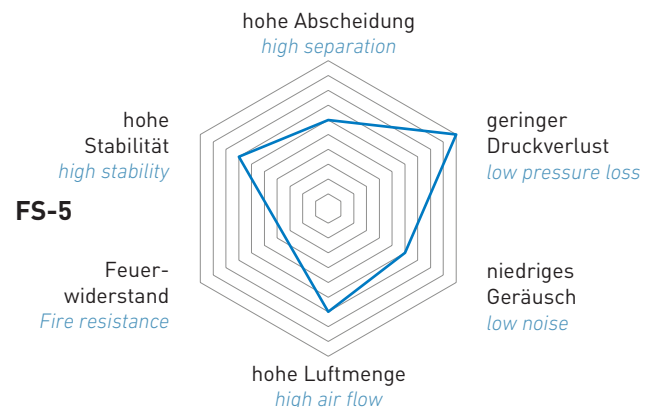 hohe Abscheidung
high separation
geringer
Druckverlust
low pressure loss
niedriges
Geräusch
low noise
hohe Luftmenge
high air flow
Feuer-
widerstand
Fire resistance
hohe
Stabilität
high stability
FS-5